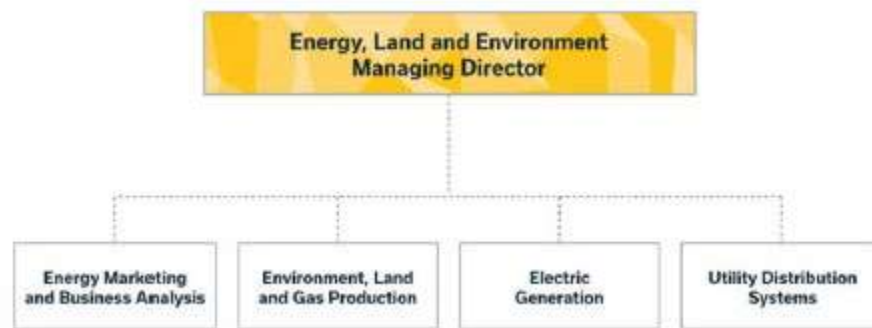 Energy, Land and Environment
Managing Director
Energy Marketing
and Business Analysis
Environment, Land
and Gas Production
Electric
Generation
Utility Distribution
Systems